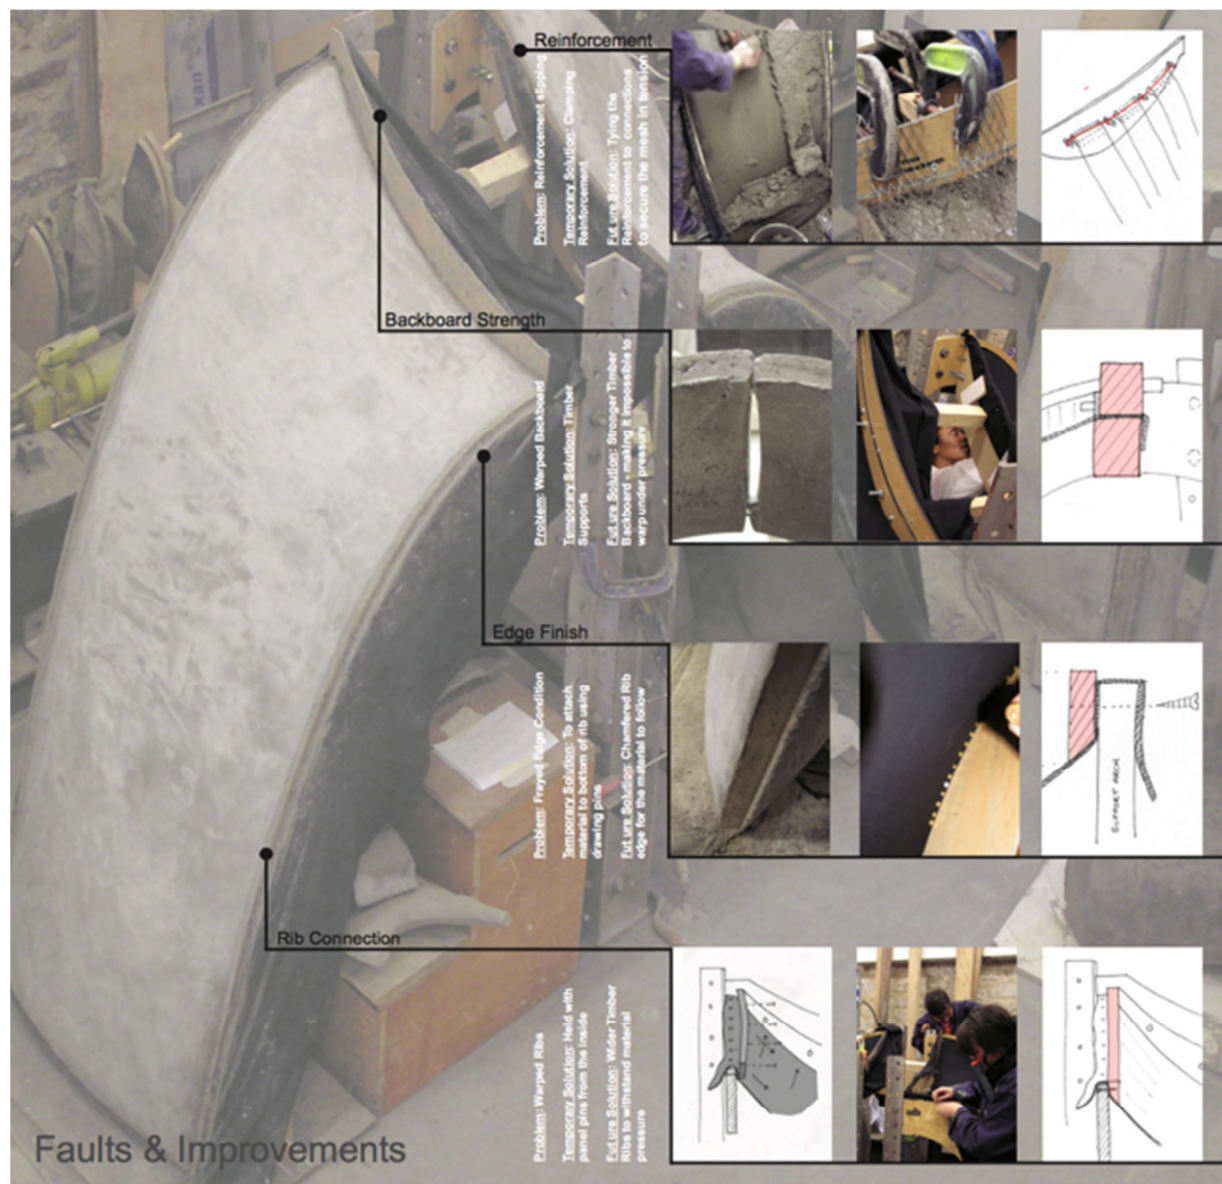 Reinforcement
Problem: Reinforcement slipping
Temporary Solution: Clamping
Reinforcement
Future Solution: Tying the
Reinforcement to connections
to secure the mesh in tension
Backboard Strength
Problem: Warped Backboard
Temporary Solution: Timber
Supports
Future Solution: Stronger Timber
Backboard - making it impossible to
warp under pressure
Edge Finish
Problem: Frayed Edge Condition
Temporary Solution: To attach
material to bottom of rib using
drawing pins
Future Solution: Chamfered Rib
edge for the material to follow
SUPPORT ARCH
Rib Connection
Problem: Warped Ribs
Temporary Solution: Held with
panel pins from the inside
Future Solution: Wider Timber
Ribs to withstand material
pressure
Faults & Improvements